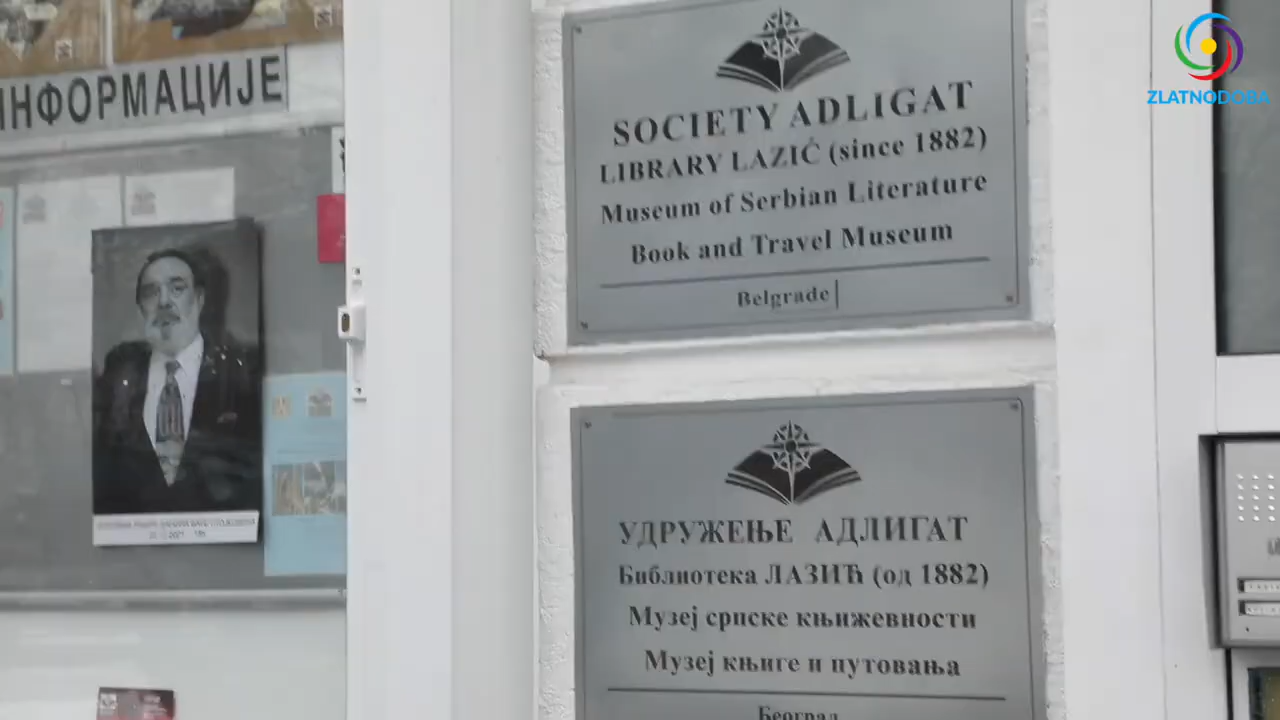 ИНФОРМАЦИЈЕ
SOCIETY ADLIGAT
LIBRARY LAZIĆ (since 1882)
Museum of Serbian Literature
Book and Travel Museum
Belgrade
УДРУЖЕЊЕ АДЛИГАТ
Библиотека ЛАЗИЋ (од 1882)
Музеј српске књижевности
Музеј књиге и путовања
Београд
ZLATNODOBA